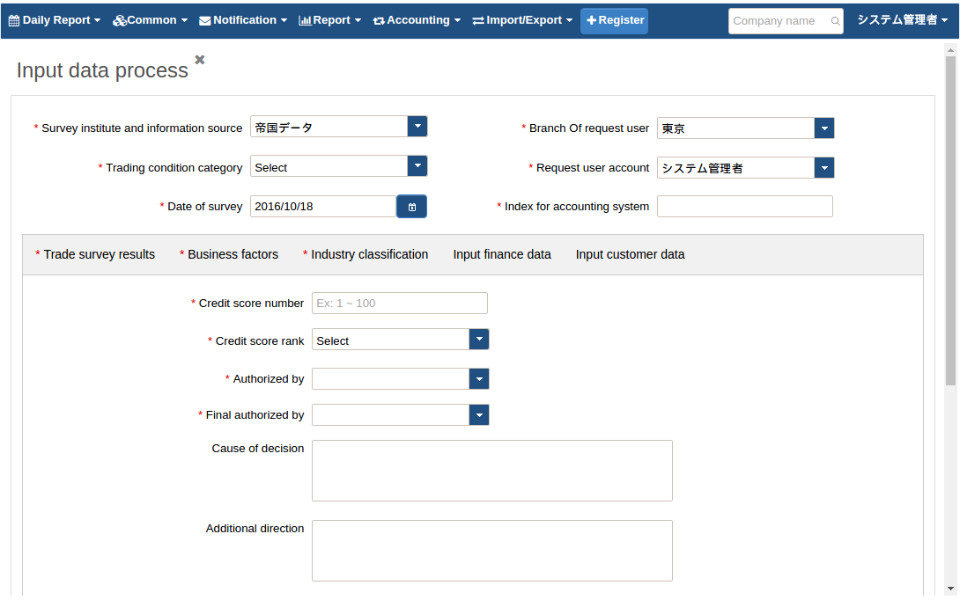 Daily Report Common Notification Report Accounting Import/Export Register Company name システム管理者
Input data process
* Survey institute and information source 帝国データ * Branch Of request user 東京
* Trading condition category Select * Request user account システム管理者
* Date of survey 2016/10/18 * Index for accounting system
* Trade survey results * Business factors * Industry classification Input finance data Input customer data
* Credit score number Ex: 1 ~ 100
* Credit score rank Select
* Authorized by
* Final authorized by
Cause of decision
Additional direction